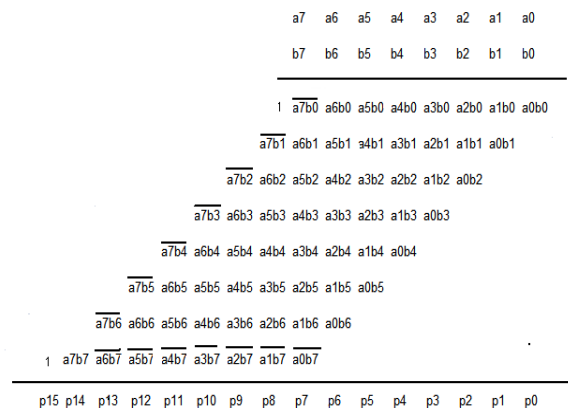 a7 a6 a5 a4 a3 a2 a1 a0
b7 b6 b5 b4 b3 b2 b1 b0
1 a7b0 a6b0 a5b0 a4b0 a3b0 a2b0 a1b0 a0b0
a7b1 a6b1 a5b1 a4b1 a3b1 a2b1 a1b1 a0b1
a7b2 a6b2 a5b2 a4b2 a3b2 a2b2 a1b2 a0b2
a7b3 a6b3 a5b3 a4b3 a3b3 a2b3 a1b3 a0b3
a7b4 a6b4 a5b4 a4b4 a3b4 a2b4 a1b4 a0b4
a7b5 a6b5 a5b5 a4b5 a3b5 a2b5 a1b5 a0b5
a7b6 a6b6 a5b6 a4b6 a3b6 a2b6 a1b6 a0b6
1 a7b7 a6b7 a5b7 a4b7 a3b7 a2b7 a1b7 a0b7
p15 p14 p13 p12 p11 p10 p9 p8 p7 p6 p5 p4 p3 p2 p1 p0